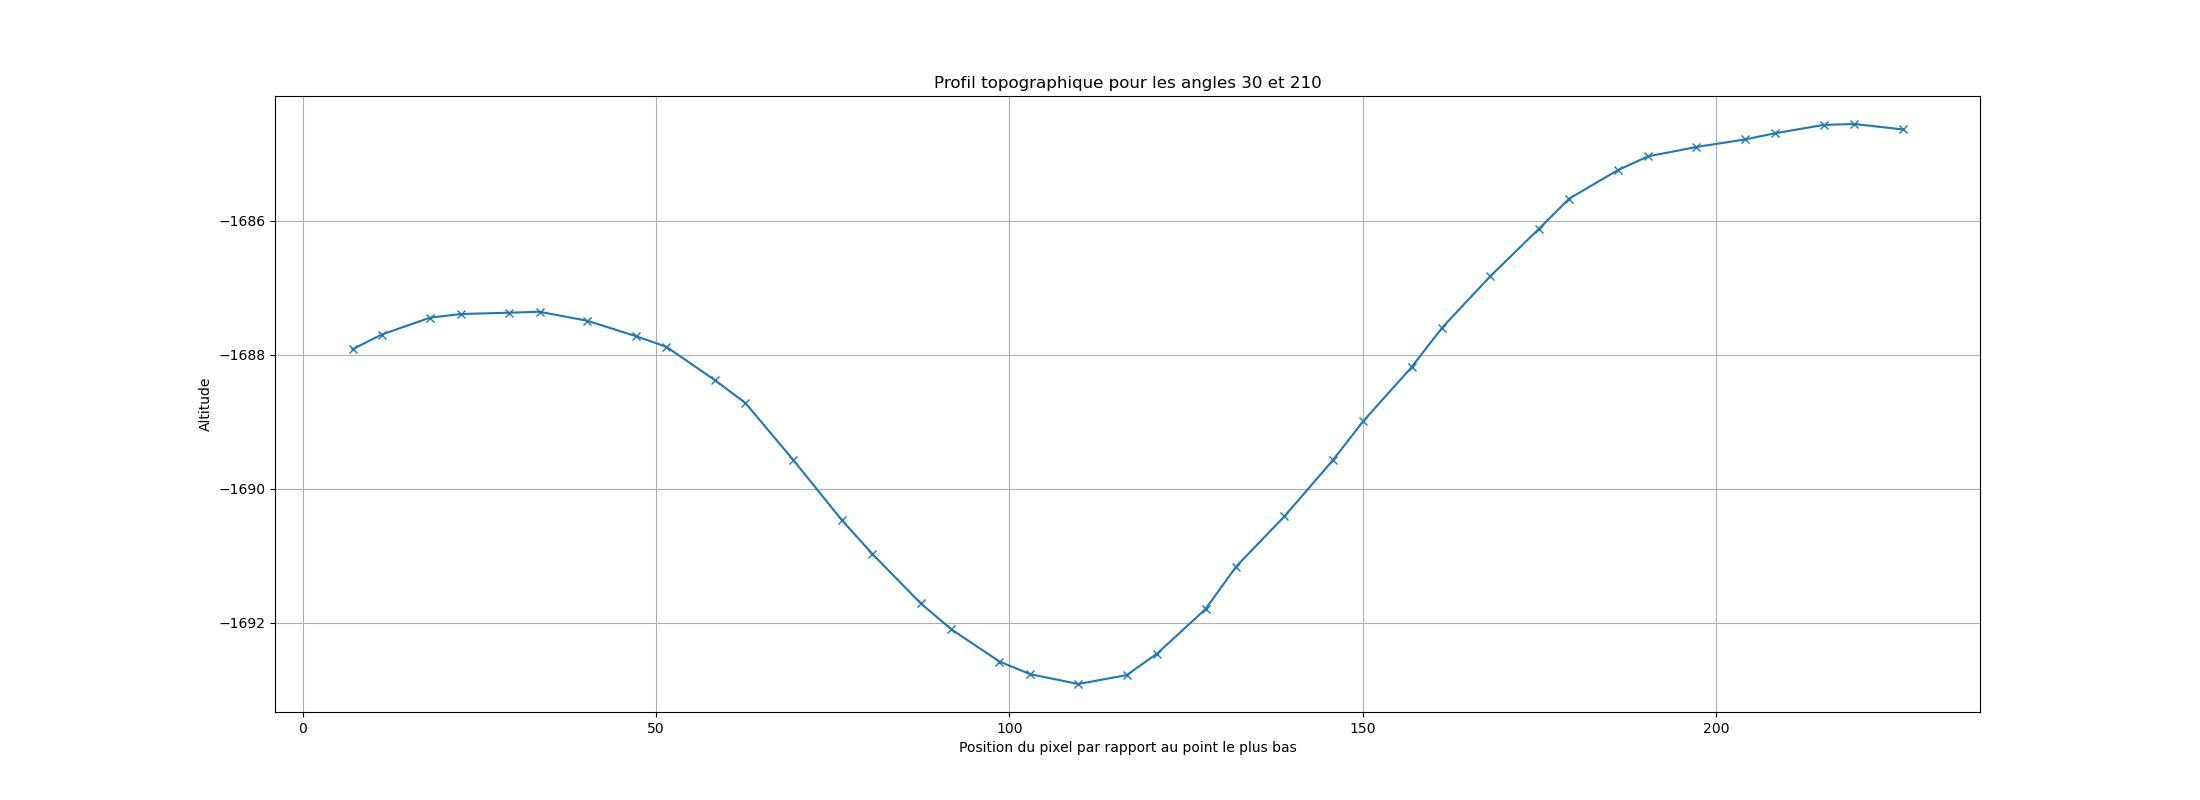 Profil topographique pour les angles 30 et 210
Altitude
−1686
−1688
−1690
−1692
0 50 100 150 200
Position du pixel par rapport au point le plus bas